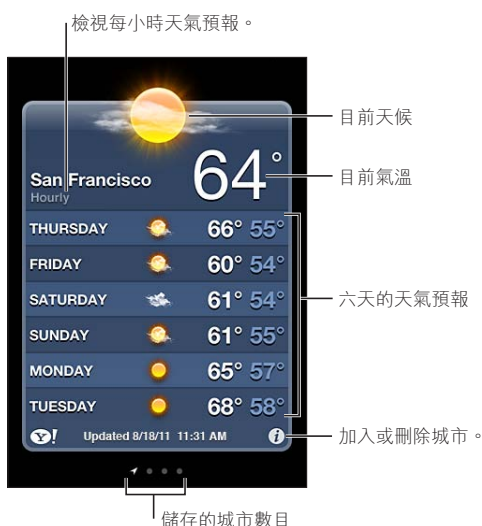 檢視每小時天氣預報。
目前天候
64°
目前氣溫
San Francisco
Hourly
THURSDAY 66° 55°
FRIDAY 60° 54°
SATURDAY 61° 54°
六天的天氣預報
SUNDAY 61° 55°
MONDAY 65° 57°
TUESDAY 68° 58°
Y! Updated 8/18/11 11:31 AM i
加入或刪除城市。
儲存的城市數目